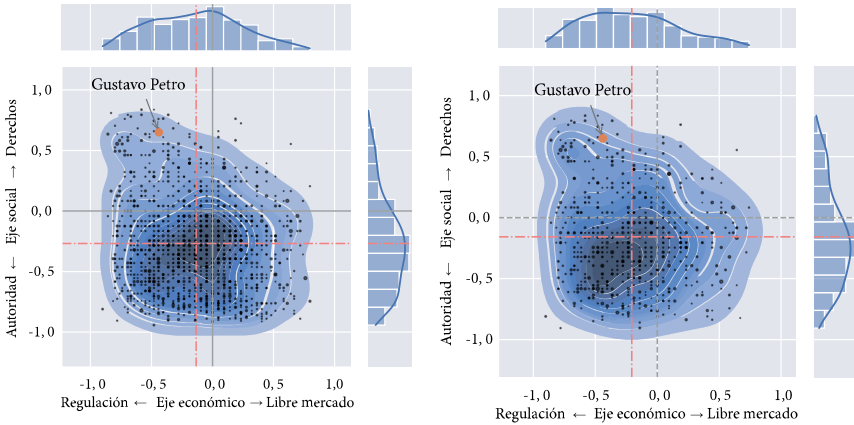 Gustavo Petro
1, 0
0, 5
0, 0
-0, 5
-1, 0
Autoridad ← Eje social → Derechos
-1, 0 -0, 5 0, 0 0, 5 1, 0
Regulación ← Eje económico → Libre mercado
Gustavo Petro
1, 0
0, 5
0, 0
-0, 5
-1, 0
Autoridad ← Eje social → Derechos
-1, 0 -0, 5 0, 0 0, 5 1, 0
Regulación ← Eje económico → Libre mercado